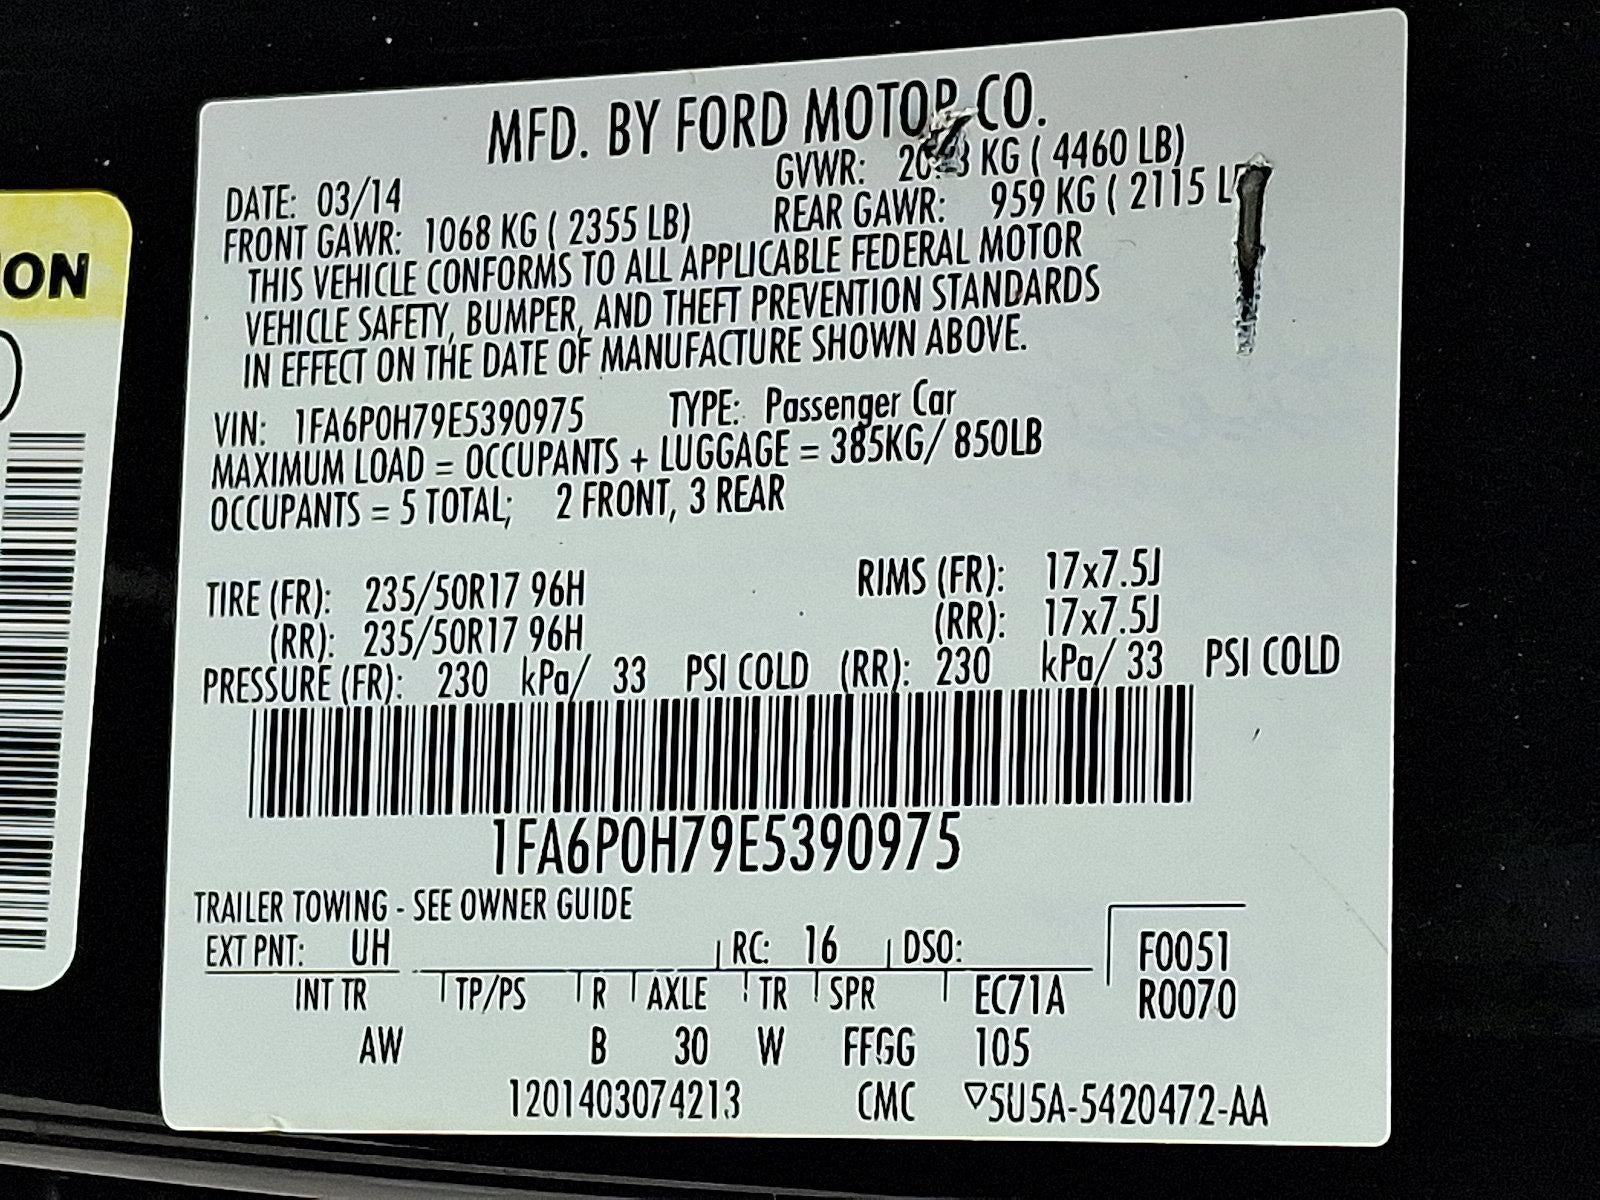 MFD. BY FORD MOTOR CO.
DATE: 03/14
GVWR: KG ( 4460 LB)
FRONT GAWR: 1068 KG ( 2355 LB) REAR GAWR: 959 KG ( 2115
THIS VEHICLE CONFORMS TO ALL APPLICABLE FEDERAL MOTOR
VEHICLE SAFETY, BUMPER, AND THEFT PREVENTION STANDARDS
IN EFFECT ON THE DATE OF MANUFACTURE SHOWN ABOVE.
VIN: 1FA6P0H79E5390975 TYPE: Passenger Car
MAXIMUM LOAD = OCCUPANTS + LUGGAGE = 385KG/ 850LB
OCCUPANTS = 5 TOTAL; 2 FRONT, 3 REAR
TIRE (FR): 235/50R17 96H RIMS (FR): 17x7.5J
(RR): 235/50R17 96H (RR): 17x7.5J
PRESSURE (FR): 230 kPa/ 33 PSI COLD (RR): 230 kPa/ 33 PSI COLD
1FA6P0H79E5390975
TRAILER TOWING - SEE OWNER GUIDE
EXT PNT: UH RC: 16 DSO: F0051
INT TR TP/PS R AXLE TR SPR EC71A R0070
AW B 30 W FFGG 105
1201403074213 CMC ▽5U5A-5420472-AA
ON